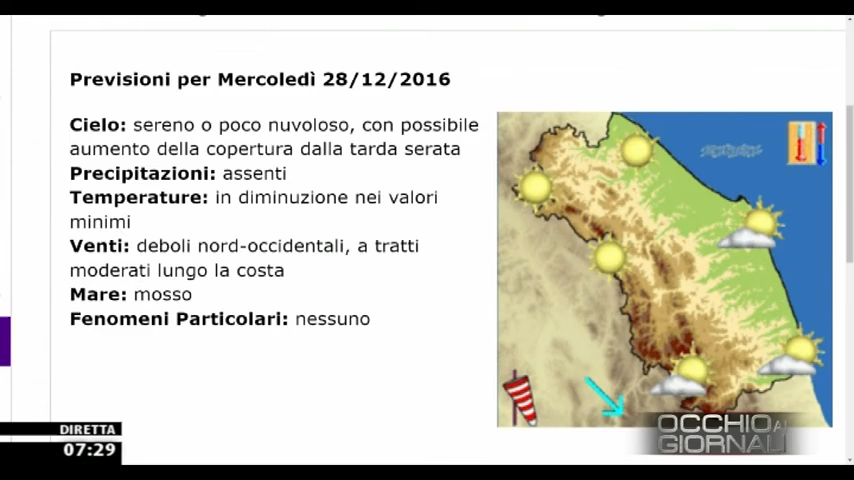 Previsioni per Mercoledì 28/12/2016
Cielo: sereno o poco nuvoloso, con possibile
aumento della copertura dalla tarda serata
Precipitazioni: assenti
Temperature: in diminuzione nei valori
minimi
Venti: deboli nord-occidentali, a tratti
moderati lungo la costa
Mare: mosso
Fenomeni Particolari: nessuno
DIRETTA
07:29
OCCHIO AI
GIORNALI